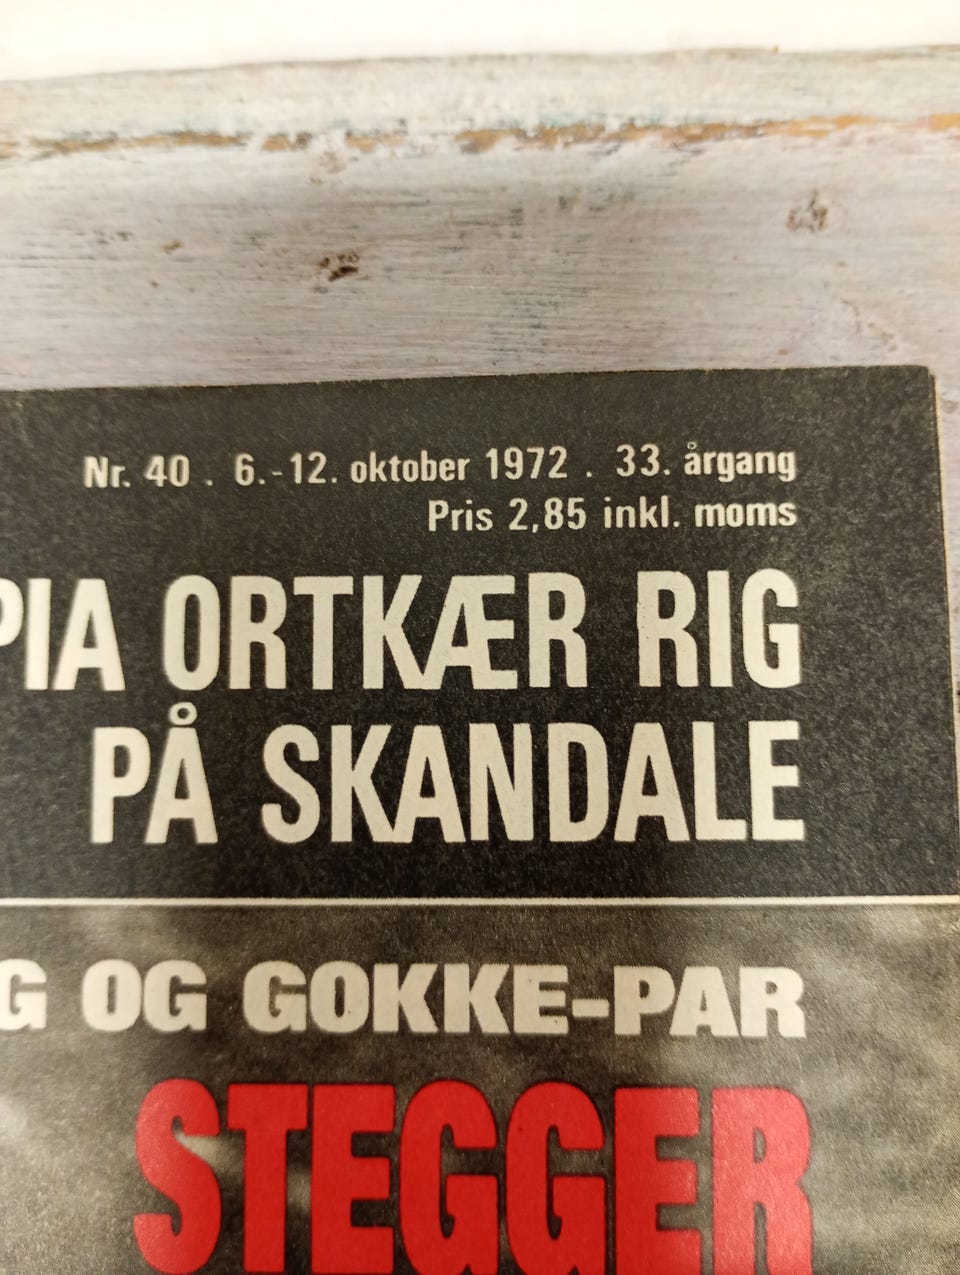 Nr. 40 . 6.-12. oktober 1972 . 33. årgang
Pris 2,85 inkl. moms
PIA ORTKÆR RIG
PÅ SKANDALE
G OG GOKKE-PAR
STEGGER